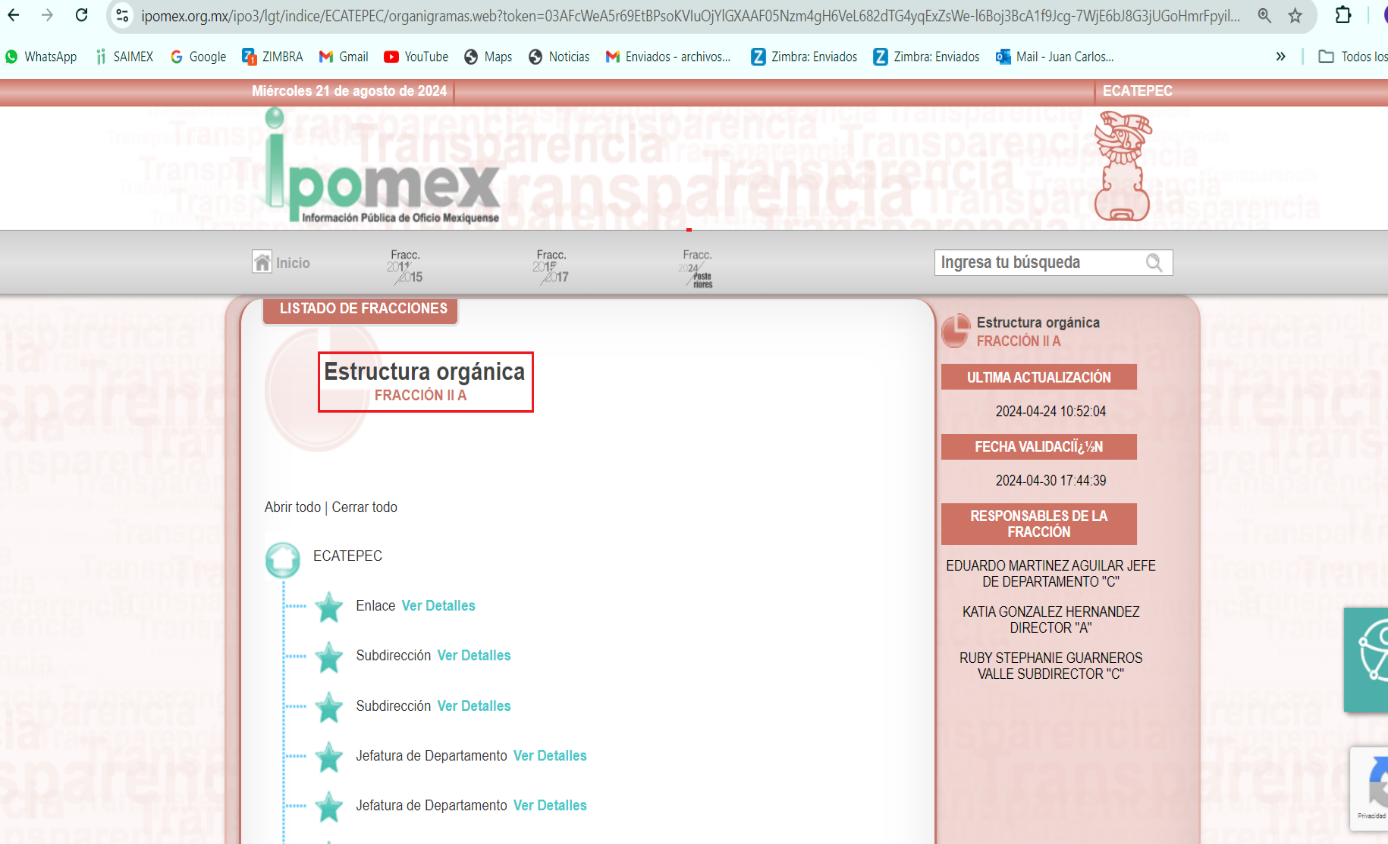 ipomex.org.mx/ipo3/lgt/indice/ECATEPEC/organigramas.web?token=03AFcWeA5r69EtBPsoKVIuOjYlGXAAF05Nzm4gH6VeL682dTG4yqExZsWe-l6Boj3BcA1f9Jcg-7WjE6bJ8G3jUGoHmrFpyil...
WhatsApp SAIMEX Google ZIMBRA Gmail YouTube Maps Noticias Enviados - archivos... Zimbra: Enviados Zimbra: Enviados Mail - Juan Carlos... » Todos los
Miércoles 21 de agosto de 2024 ECATEPEC
ipomex
Información Pública de Oficio Mexiquense
Inicio
Fracc.
2015
Fracc.
2017
Fracc.
2024/
Poste
riores
Ingresa tu búsqueda
LISTADO DE FRACCIONES
Estructura orgánica
FRACCIÓN II A
Abrir todo | Cerrar todo
ECATEPEC
Enlace Ver Detalles
Subdirección Ver Detalles
Subdirección Ver Detalles
Jefatura de Departamento Ver Detalles
Jefatura de Departamento Ver Detalles
Estructura orgánica
FRACCIÓN II A
ULTIMA ACTUALIZACIÓN
2024-04-24 10:52:04
FECHA VALIDACIÏ¿½N
2024-04-30 17:44:39
RESPONSABLES DE LA
FRACCIÓN
EDUARDO MARTINEZ AGUILAR JEFE
DE DEPARTAMENTO "C"
KATIA GONZALEZ HERNANDEZ
DIRECTOR "A"
RUBY STEPHANIE GUARNEROS
VALLE SUBDIRECTOR "C"
Privacidad